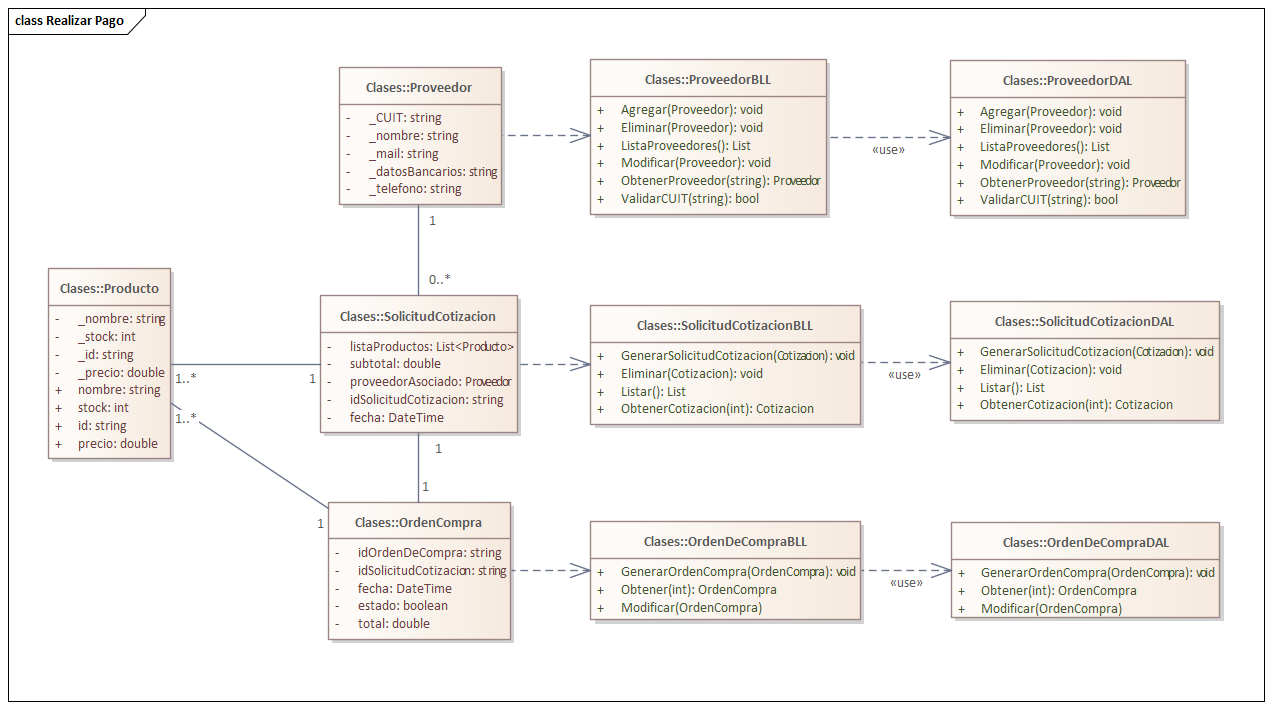 class Realizar Pago
Clases::Proveedor
- _CUIT: string
- _nombre: string
- _mail: string
- _datosBancarios: string
- _telefono: string
Clases::ProveedorBLL
+ Agregar(Proveedor): void
+ Eliminar(Proveedor): void
+ ListaProveedores(): List
+ Modificar(Proveedor): void
+ ObtenerProveedor(string): Proveedor
+ ValidarCUIT(string): bool
«use»
Clases::ProveedorDAL
+ Agregar(Proveedor): void
+ Eliminar(Proveedor): void
+ ListaProveedores(): List
+ Modificar(Proveedor): void
+ ObtenerProveedor(string): Proveedor
+ ValidarCUIT(string): bool
1
0..*
Clases::Producto
- _nombre: string
- _stock: int
- _id: string
- _precio: double
+ nombre: string
+ stock: int
+ id: string
+ precio: double
1..*
1
1..*
1
Clases::SolicitudCotizacion
- listaProductos: List<Producto>
- subtotal: double
- proveedorAsociado: Proveedor
- idSolicitudCotizacion: string
- fecha: DateTime
Clases::SolicitudCotizacionBLL
+ GenerarSolicitudCotizacion(Cotizacion): void
+ Eliminar(Cotizacion): void
+ Listar(): List
+ ObtenerCotizacion(int): Cotizacion
«use»
Clases::SolicitudCotizacionDAL
+ GenerarSolicitudCotizacion(Cotizacion): void
+ Eliminar(Cotizacion): void
+ Listar(): List
+ ObtenerCotizacion(int): Cotizacion
1
1
Clases::OrdenCompra
- idOrdenDeCompra: string
- idSolicitudCotizacion: string
- fecha: DateTime
- estado: boolean
- total: double
Clases::OrdenDeCompraBLL
+ GenerarOrdenCompra(OrdenCompra): void
+ Obtener(int): OrdenCompra
+ Modificar(OrdenCompra)
«use»
Clases::OrdenDeCompraDAL
+ GenerarOrdenCompra(OrdenCompra): void
+ Obtener(int): OrdenCompra
+ Modificar(OrdenCompra)